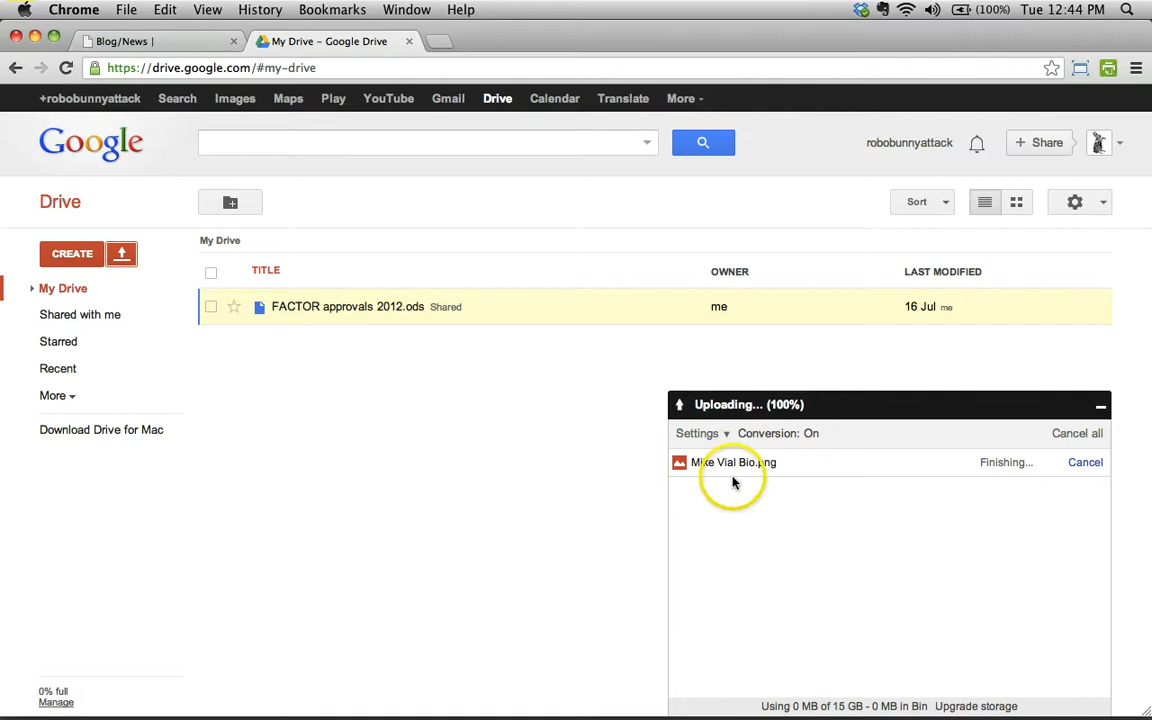 Chrome File Edit View History Bookmarks Window Help (100%) Tue 12:44 PM
Blog/News | My Drive – Google Drive
https://drive.google.com/#my-drive
+robobunnyattack Search Images Maps Play YouTube Gmail Drive Calendar Translate More
Google robobunnyattack + Share
Drive Sort
My Drive
CREATE
TITLE OWNER LAST MODIFIED
My Drive
FACTOR approvals 2012.ods Shared me 16 Jul me
Shared with me
Starred
Recent
More
Uploading... (100%)
Download Drive for Mac
Settings Conversion: On Cancel all
Mike Vial Bio.png Finishing... Cancel
0% full
Manage
Using 0 MB of 15 GB - 0 MB in Bin Upgrade storage